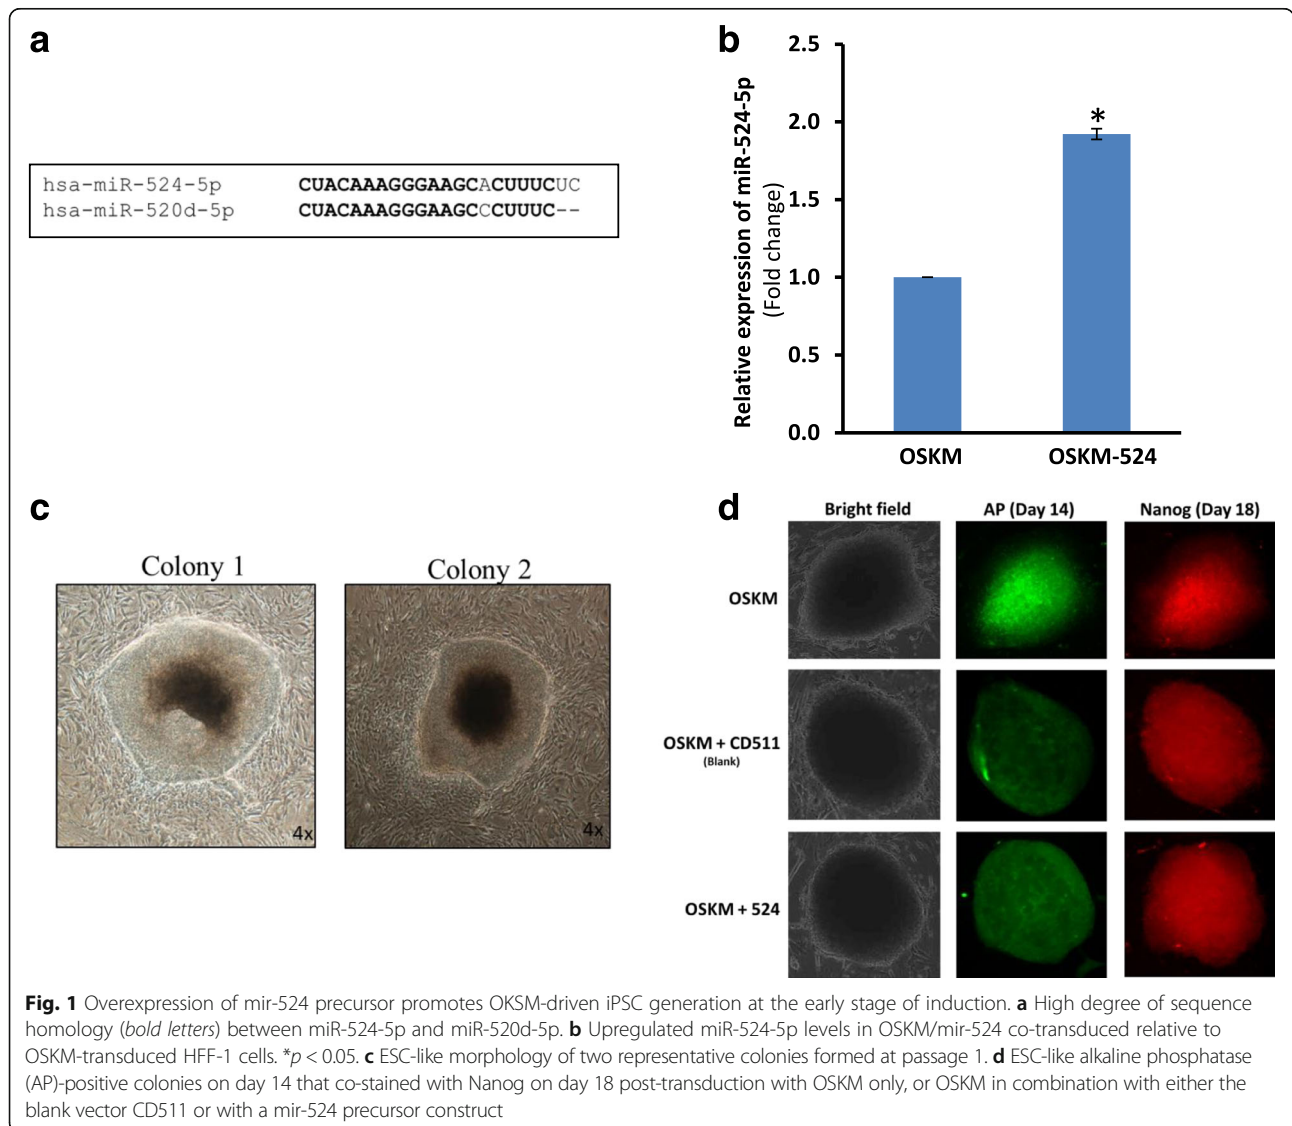 a
hsa-miR-524-5p CUACAAAGGGAAGCACUUUCUC
hsa-miR-520d-5p CUACAAAGGGAAGCCCUUUC--
b
Relative expression of miR-524-5p
(Fold change)
2.5
2.0
1.5
1.0
0.5
0.0
*
OSKM OSKM-524
c
Colony 1 Colony 2
4x 4x
d
Bright field AP (Day 14) Nanog (Day 18)
OSKM
OSKM + CD511
(Blank)
OSKM + 524
Fig. 1 Overexpression of mir-524 precursor promotes OKSM-driven iPSC generation at the early stage of induction. a High degree of sequence
homology (bold letters) between miR-524-5p and miR-520d-5p. b Upregulated miR-524-5p levels in OSKM/mir-524 co-transduced relative to
OSKM-transduced HFF-1 cells. *p < 0.05. c ESC-like morphology of two representative colonies formed at passage 1. d ESC-like alkaline phosphatase
(AP)-positive colonies on day 14 that co-stained with Nanog on day 18 post-transduction with OSKM only, or OSKM in combination with either the
blank vector CD511 or with a mir-524 precursor construct